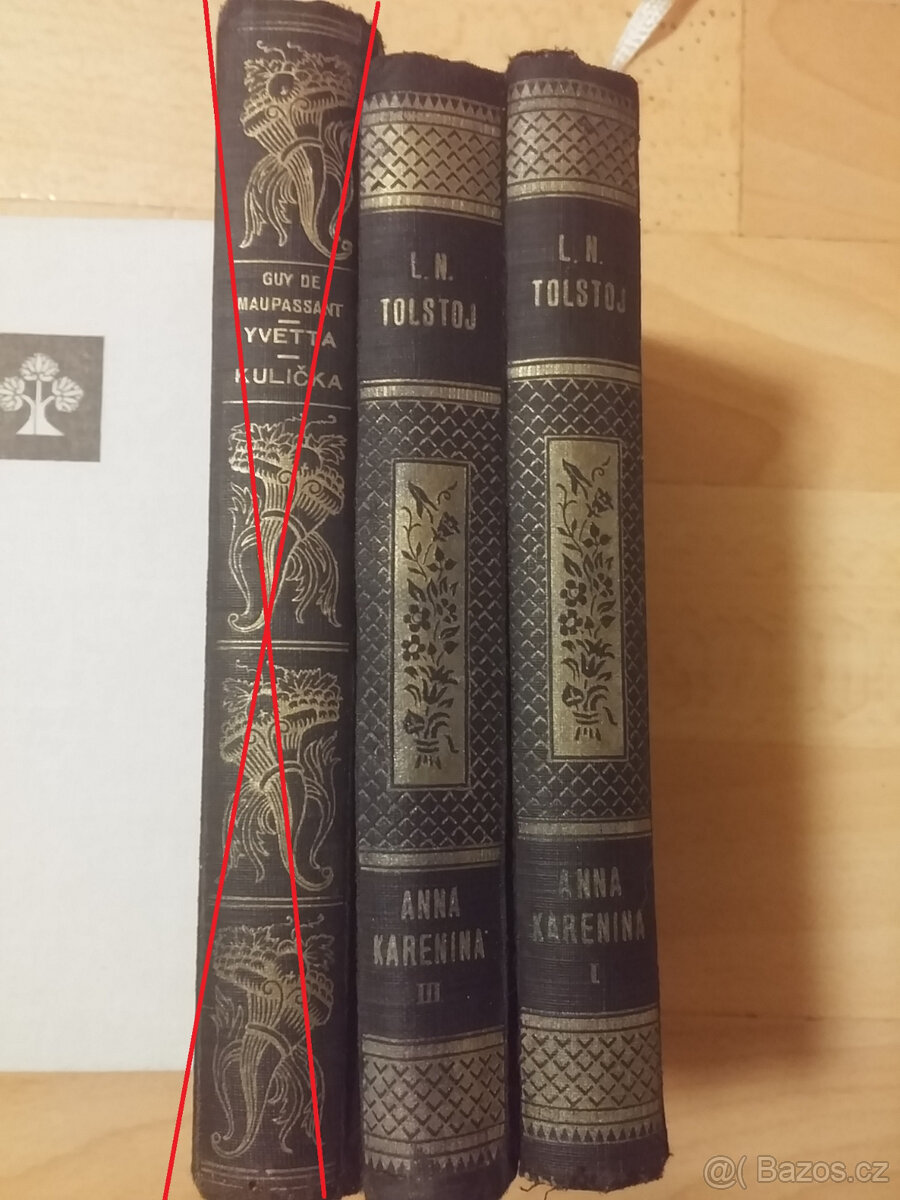 GUY DE
MAUPASSANT
YVETTA
KULIČKA
L. N.
TOLSTOJ
ANNA
KARENINA
III
L. N.
TOLSTOJ
ANNA
KARENINA
I.
@( Bazos.cz